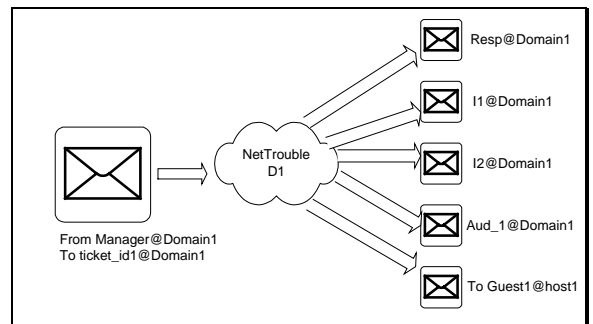 Resp@Domain1
I1@Domain1
NetTrouble
D1
I2@Domain1
Aud_1@Domain1
From Manager@Domain1
To ticket_id1@Domain1
To Guest1@host1